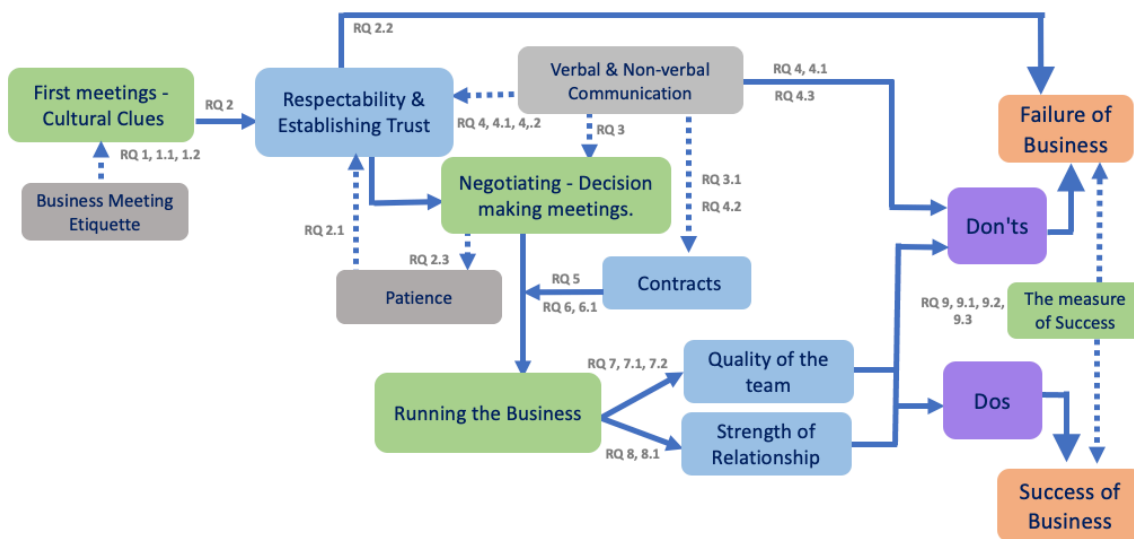 RQ 2.2
First meetings -
Cultural Clues
RQ 2
Respectability &
Establishing Trust
Verbal & Non-verbal
Communication
RQ 4, 4.1
RQ 4.3
Failure of
Business
RQ 4, 4.1, 4,.2
RQ 3
RQ 1, 1.1, 1.2
Business Meeting
Etiquette
RQ 2.1
Negotiating - Decision
making meetings.
RQ 3.1
RQ 4.2
Don'ts
RQ 2.3
Patience
RQ 5
RQ 6, 6.1
Contracts
RQ 9, 9.1, 9.2,
9.3
The measure
of Success
Running the Business
RQ 7, 7.1, 7.2
Quality of the
team
RQ 8, 8.1
Strength of
Relationship
Dos
Success of
Business